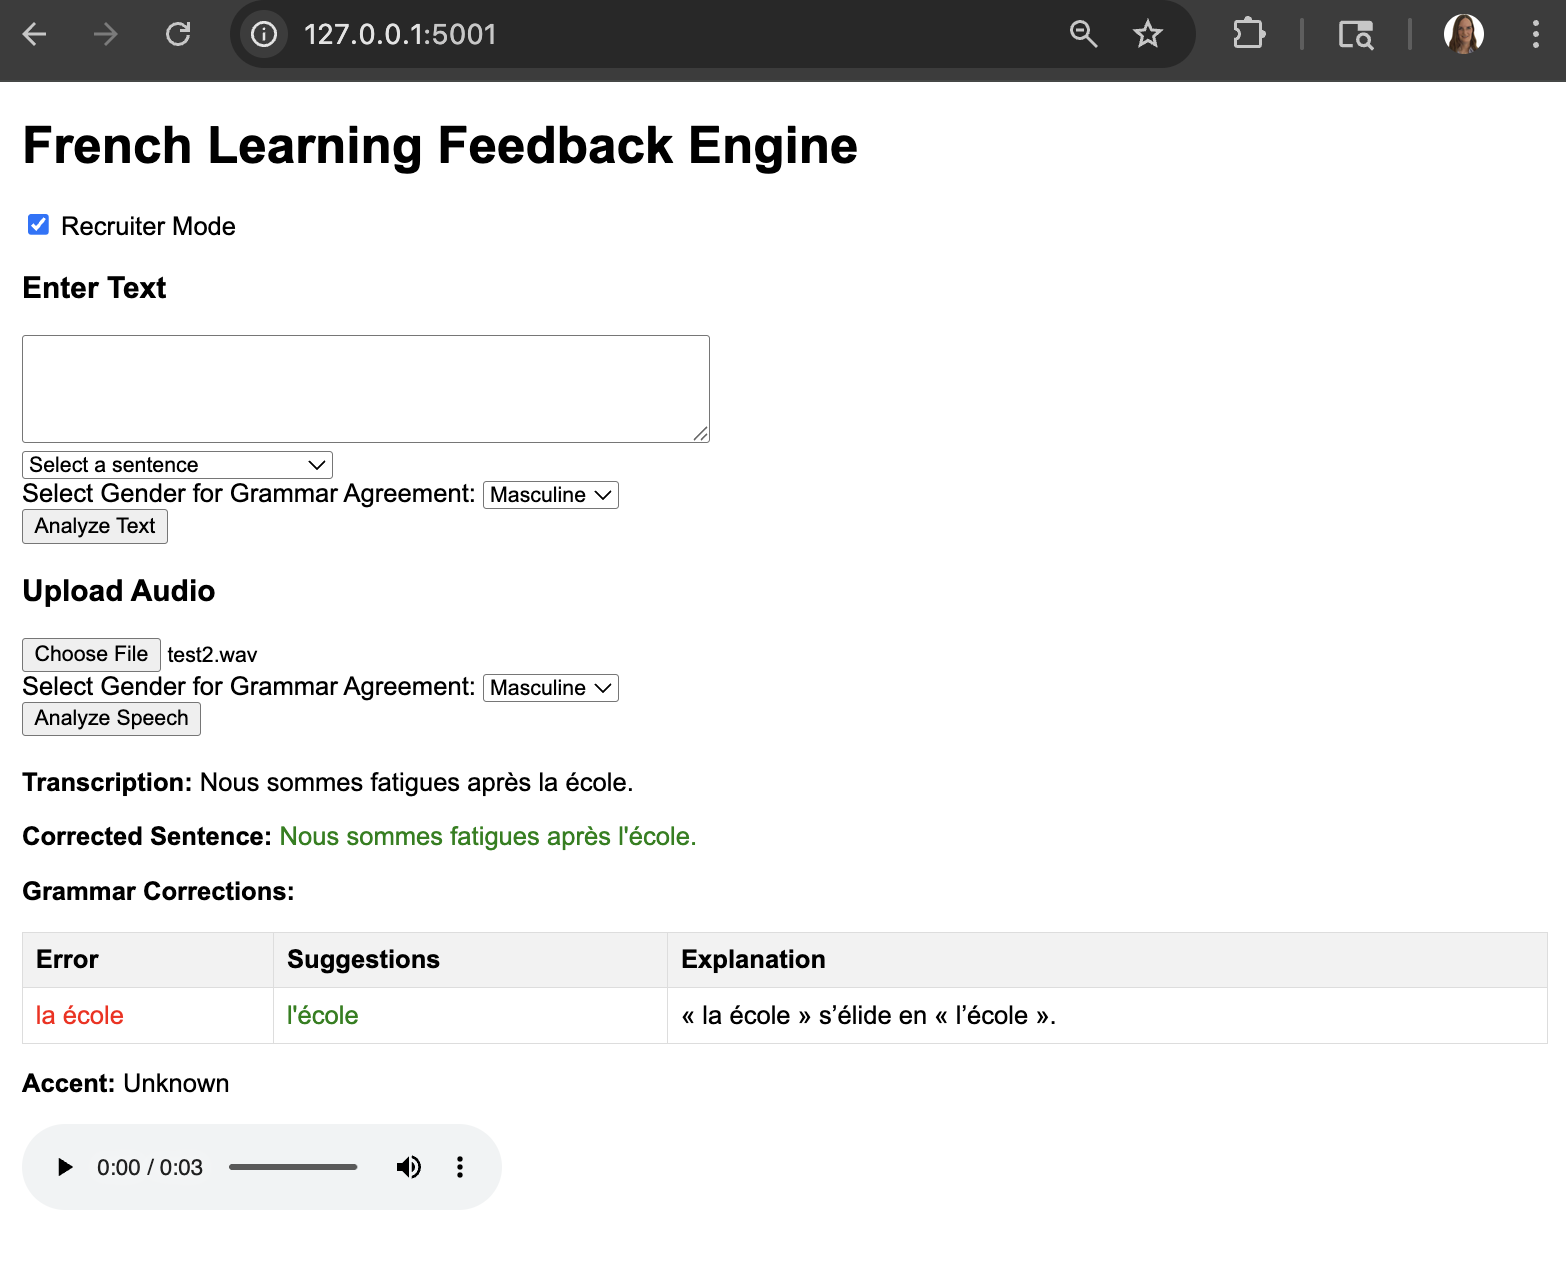 127.0.0.1:5001
French Learning Feedback Engine
Recruiter Mode
Enter Text
Select a sentence
Select Gender for Grammar Agreement: Masculine
Analyze Text
Upload Audio
Choose File test2.wav
Select Gender for Grammar Agreement: Masculine
Analyze Speech
Transcription: Nous sommes fatigues après la école.
Corrected Sentence: Nous sommes fatigues après l'école.
Grammar Corrections:
Error Suggestions Explanation
la école l'école « la école » s’élide en « l’école ».
Accent: Unknown
0:00 / 0:03